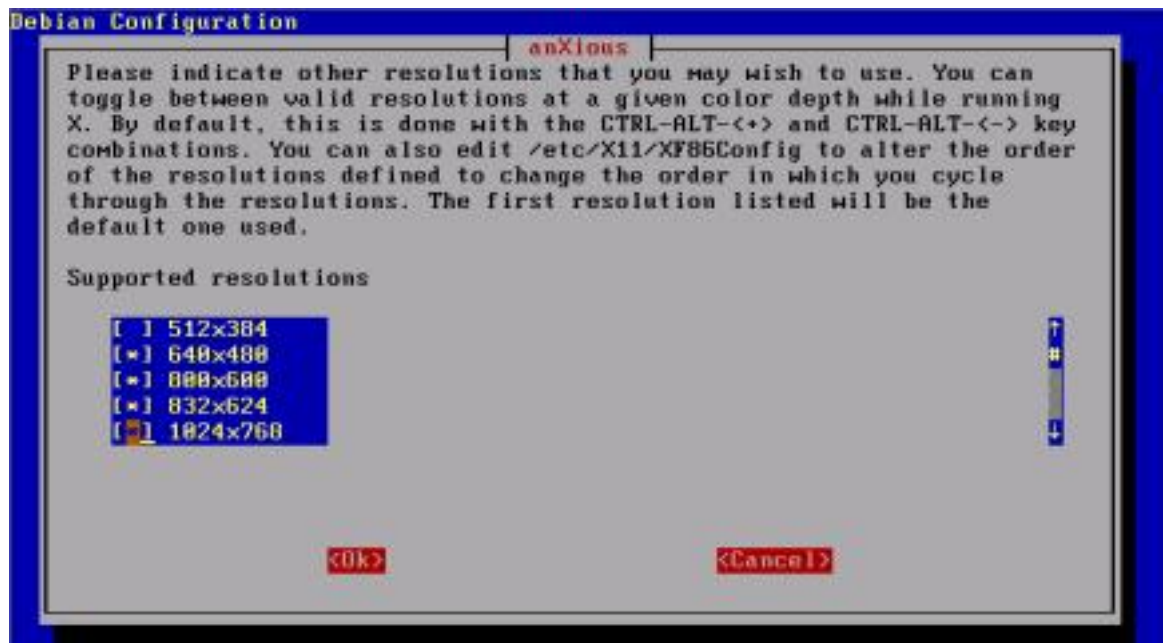 Debian Configuration
anXious
Please indicate other resolutions that you may wish to use. You can
toggle between valid resolutions at a given color depth while running
X. By default, this is done with the CTRL-ALT-<+> and CTRL-ALT-<-> key
combinations. You can also edit /etc/X11/XF86Config to alter the order
of the resolutions defined to change the order in which you cycle
through the resolutions. The first resolution listed will be the
default one used.
Supported resolutions
[ ] 512x384 ↑
[*] 640x480 #
[*] 800x600
[*] 832x624
[*] 1024x768 ↓
<Ok> <Cancel>